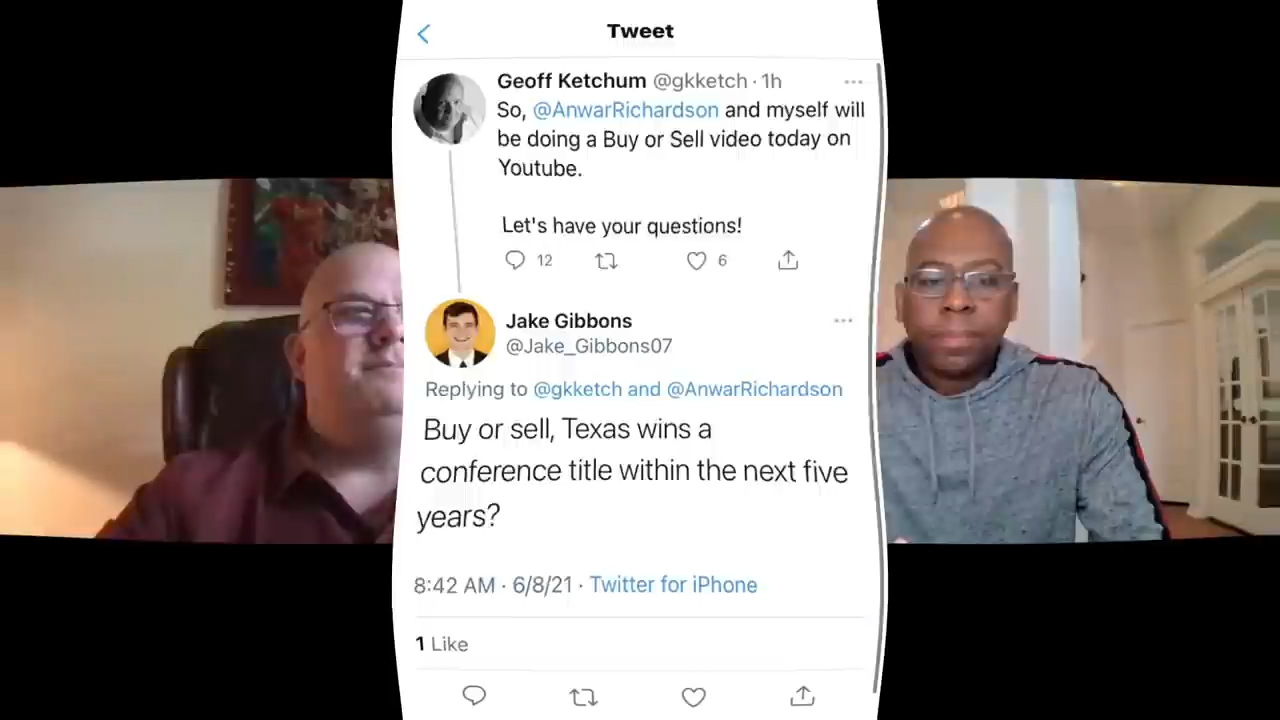 Tweet
Geoff Ketchum @gkketch · 1h
So, @AnwarRichardson and myself will
be doing a Buy or Sell video today on
Youtube.
Let's have your questions!
12 6
Jake Gibbons
@Jake_Gibbons07
Replying to @gkketch and @AnwarRichardson
Buy or sell, Texas wins a
conference title within the next five
years?
8:42 AM · 6/8/21 · Twitter for iPhone
1 Like